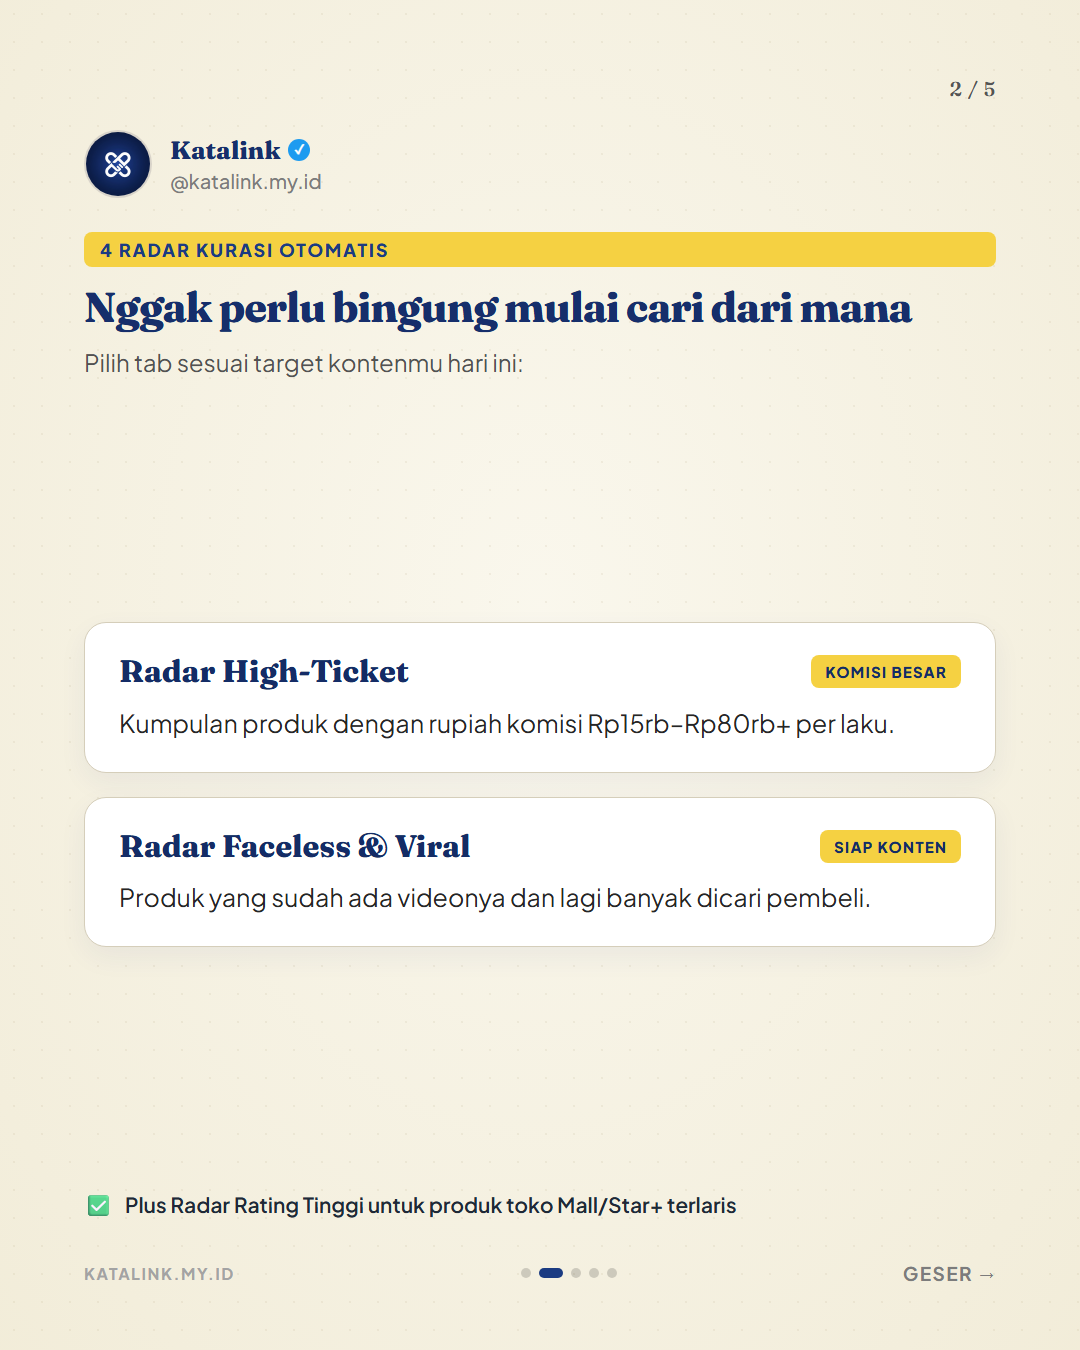 2 / 5
Katalink
@katalink.my.id
4 RADAR KURASI OTOMATIS
Nggak perlu bingung mulai cari dari mana
Pilih tab sesuai target kontenmu hari ini:
Radar High-Ticket
KOMISI BESAR
Kumpulan produk dengan rupiah komisi Rp15rb–Rp80rb+ per laku.
Radar Faceless & Viral
SIAP KONTEN
Produk yang sudah ada videonya dan lagi banyak dicari pembeli.
✅ Plus Radar Rating Tinggi untuk produk toko Mall/Star+ terlaris
KATALINK.MY.ID
GESER →